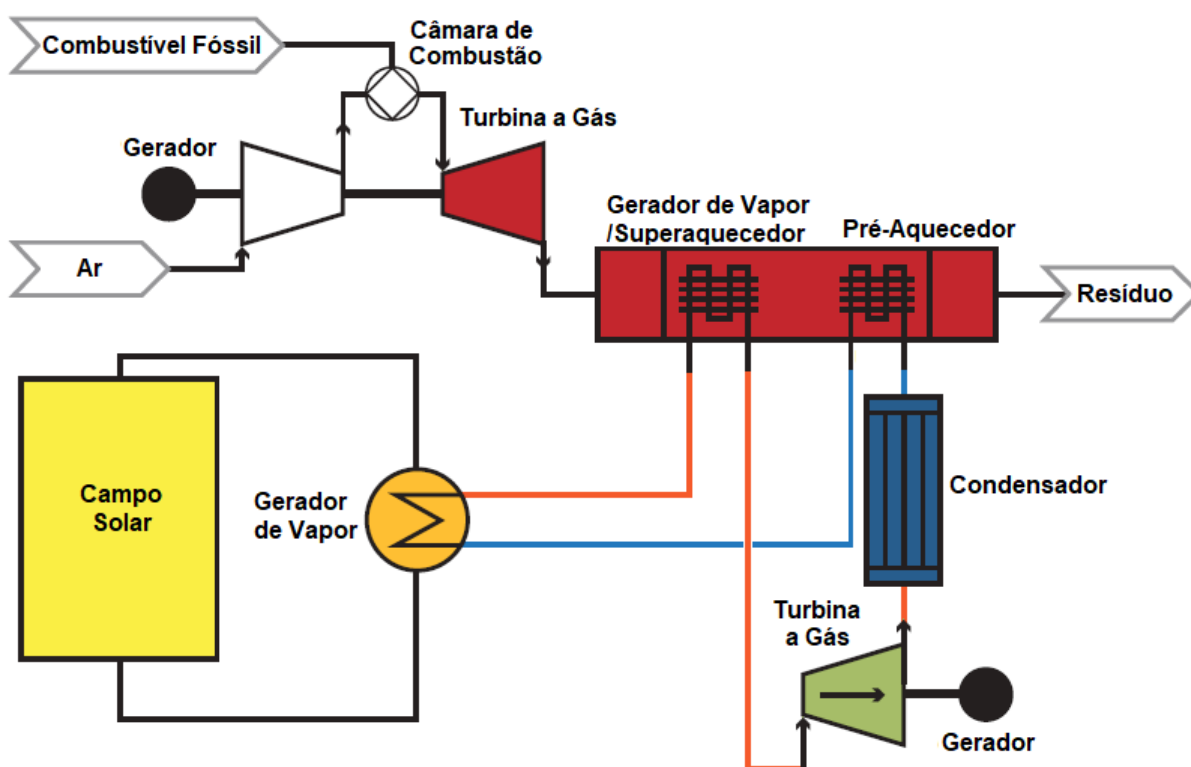 Combustível Fóssil
Câmara de
Combustão
Turbina a Gás
Gerador
Ar
Gerador de Vapor
/Superaquecedor
Pré-Aquecedor
Resíduo
Campo
Solar
Gerador
de Vapor
Condensador
Turbina
a Gás
Gerador